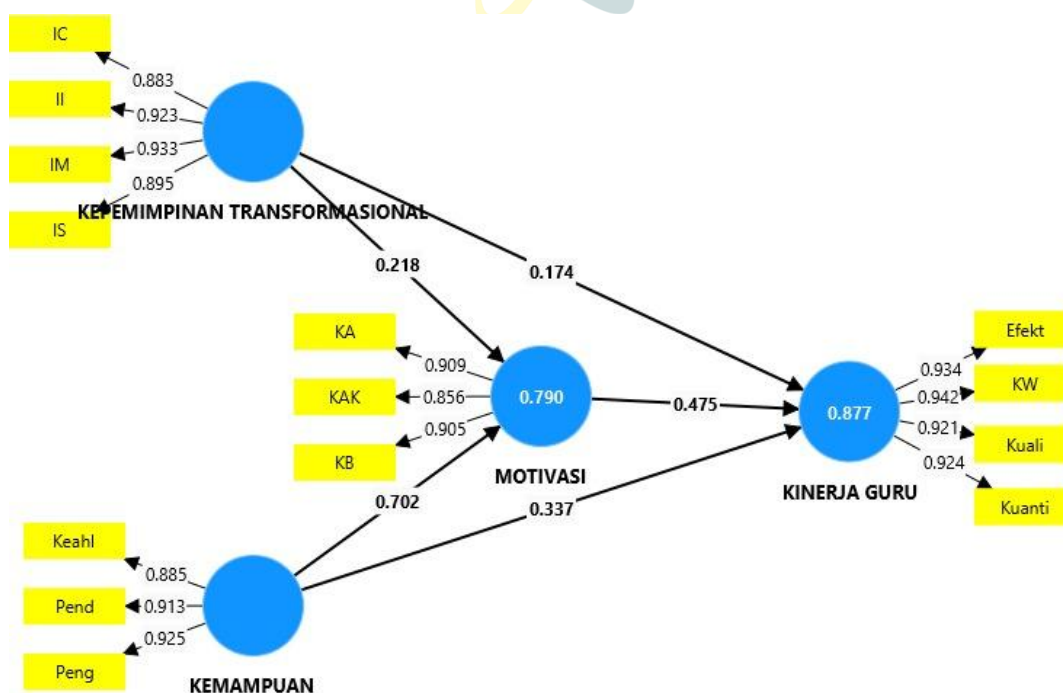 IC
II
IM
IS
0.883
0.923
0.933
0.895
KEPEMIMPINAN TRANSFORMASIONAL
0.218
0.174
KA
KAK
KB
0.909
0.856
0.905
0.790
MOTIVASI
0.475
0.877
KINERJA GURU
0.934
0.942
0.921
0.924
Efekt
KW
Kuali
Kuanti
0.702
0.337
Keahl
Pend
Peng
0.885
0.913
0.925
KEMAMPUAN